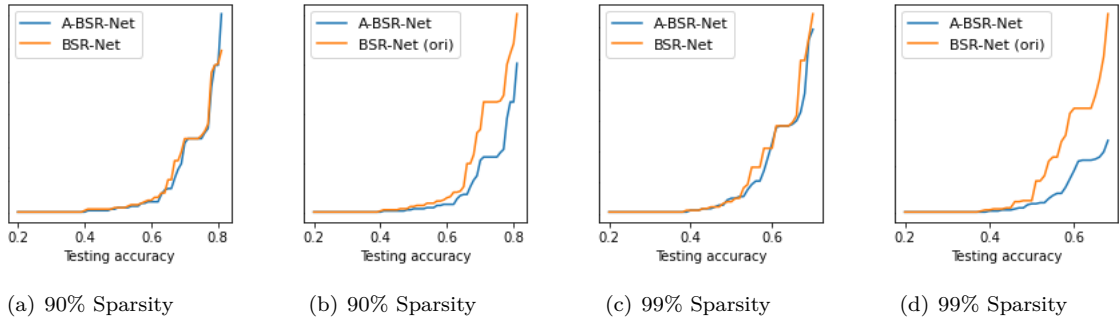 A-BSR-Net
BSR-Net
0.2 0.4 0.6 0.8
Testing accuracy
(a) 90% Sparsity
A-BSR-Net
BSR-Net (ori)
0.2 0.4 0.6 0.8
Testing accuracy
(b) 90% Sparsity
A-BSR-Net
BSR-Net
0.2 0.4 0.6
Testing accuracy
(c) 99% Sparsity
A-BSR-Net
BSR-Net (ori)
0.2 0.4 0.6
Testing accuracy
(d) 99% Sparsity